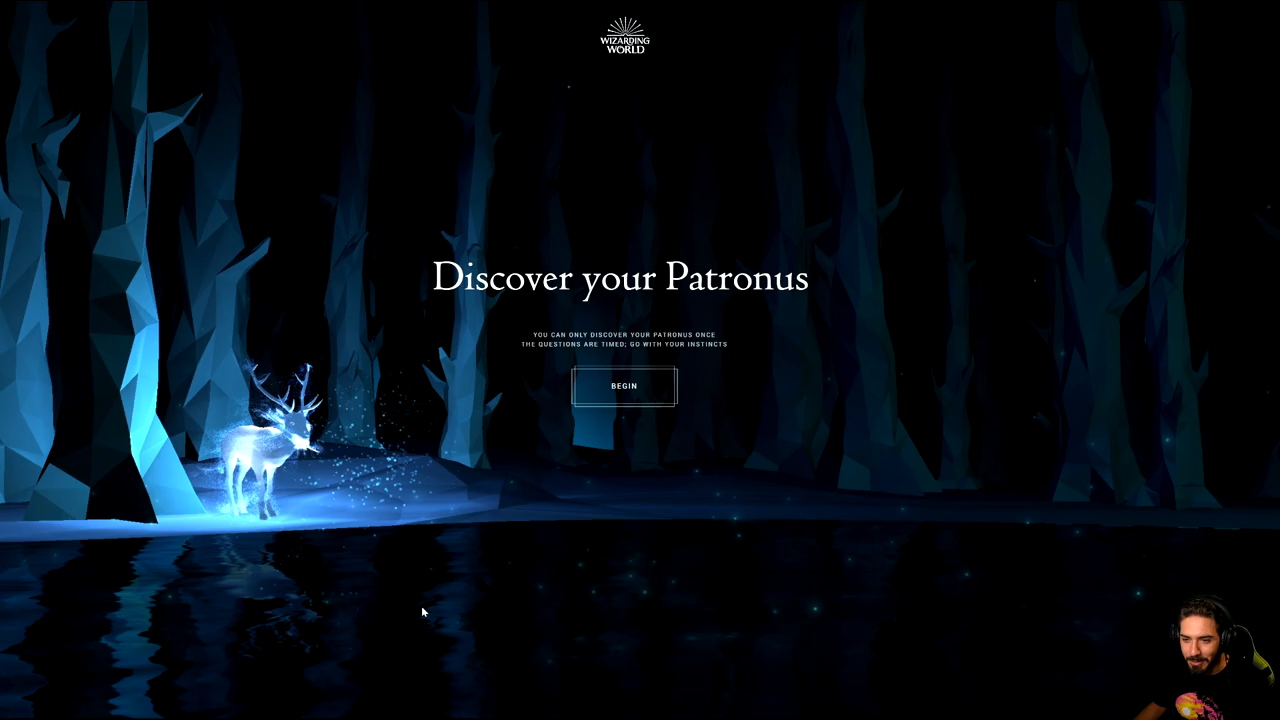 WIZARDING
WORLD
Discover your Patronus
YOU CAN ONLY DISCOVER YOUR PATRONUS ONCE
THE QUESTIONS ARE TIMED; GO WITH YOUR INSTINCTS
BEGIN